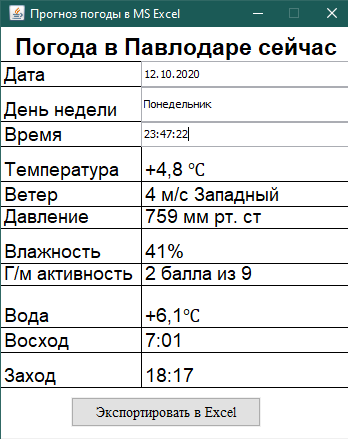 Прогноз погоды в MS Excel
Погода в Павлодаре сейчас
Дата 12.10.2020
День недели Понедельник
Время 23:47:22
Температура +4,8 °C
Ветер 4 м/с Западный
Давление 759 мм рт. ст
Влажность 41%
Г/м активность 2 балла из 9
Вода +6,1°C
Восход 7:01
Заход 18:17
Экспортировать в Excel